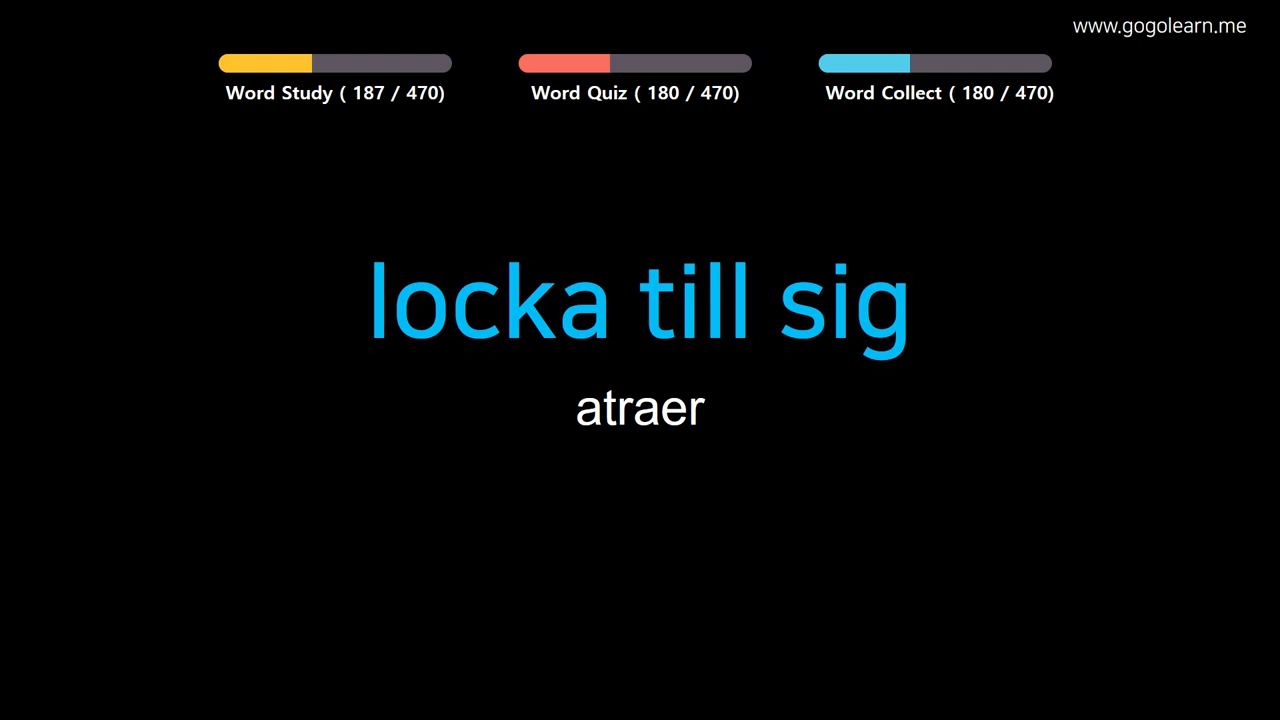 www.gogolearn.me
Word Study ( 187 / 470)
Word Quiz ( 180 / 470)
Word Collect ( 180 / 470)
locka till sig
atraer